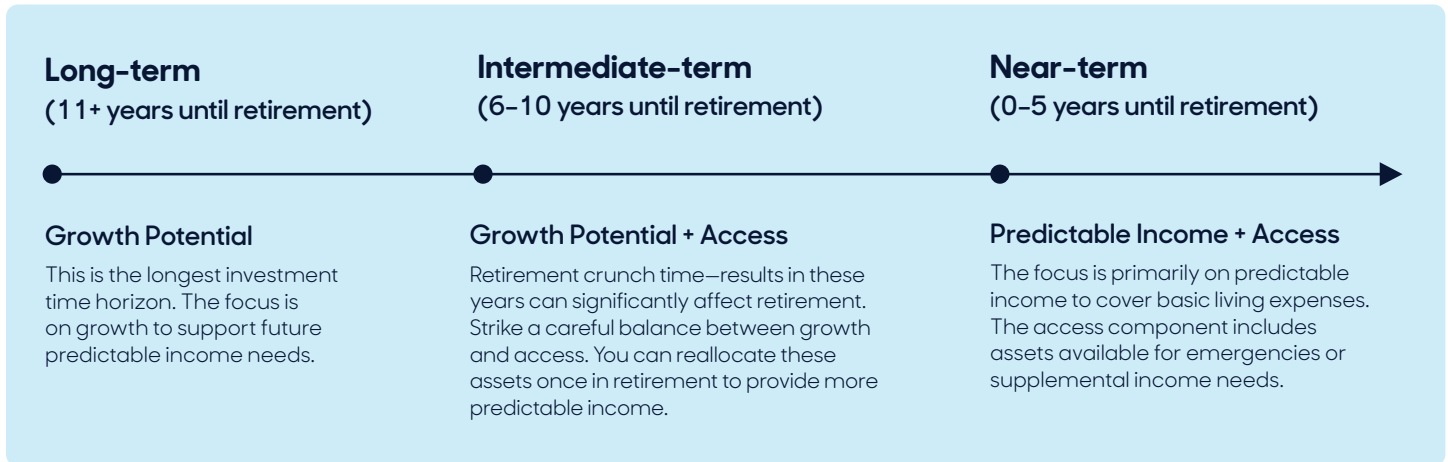 Long-term
(11+ years until retirement)
Growth Potential
This is the longest investment
time horizon. The focus is
on growth to support future
predictable income needs.
Intermediate-term
(6–10 years until retirement)
Growth Potential + Access
Retirement crunch time—results in these
years can significantly affect retirement.
Strike a careful balance between growth
and access. You can reallocate these
assets once in retirement to provide more
predictable income.
Near-term
(0–5 years until retirement)
Predictable Income + Access
The focus is primarily on predictable
income to cover basic living expenses.
The access component includes
assets available for emergencies or
supplemental income needs.